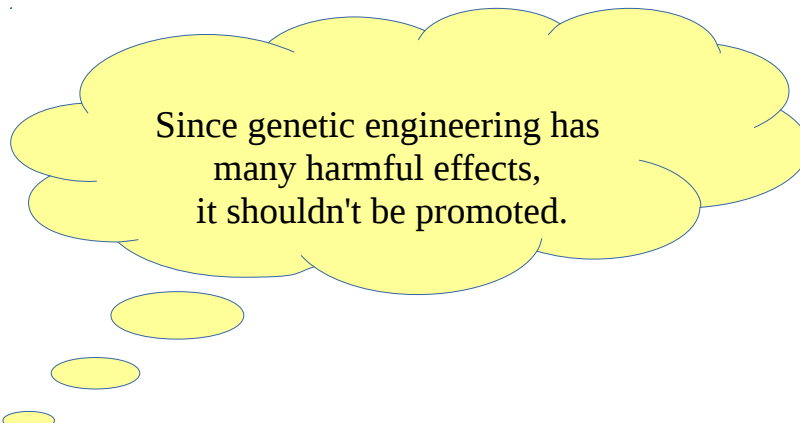 Since genetic engineering has
many harmful effects,
it shouldn't be promoted.